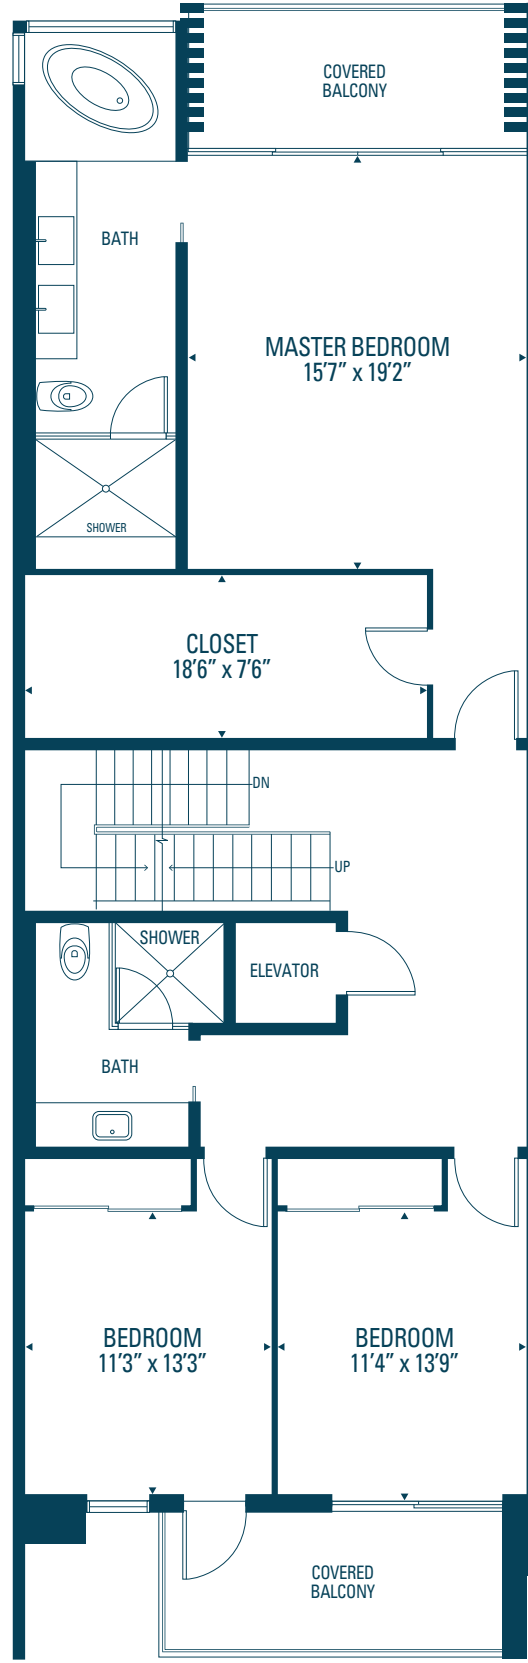 COVERED
BALCONY
BATH
MASTER BEDROOM
15'7" x 19'2"
SHOWER
CLOSET
18'6" x 7'6"
DN
UP
SHOWER
ELEVATOR
BATH
BEDROOM
11'3" x 13'3"
BEDROOM
11'4" x 13'9"
COVERED
BALCONY